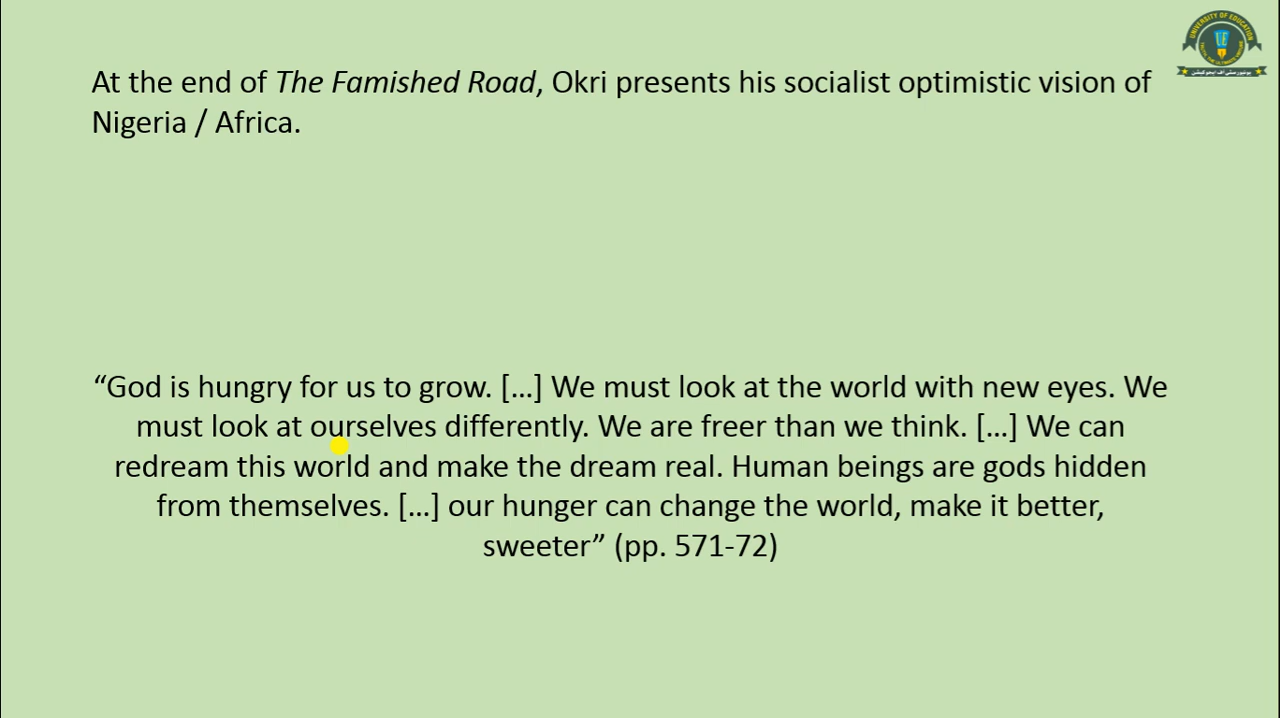 UNIVERSITY OF EDUCATION
At the end of The Famished Road, Okri presents his socialist optimistic vision of
Nigeria / Africa.
“God is hungry for us to grow. […] We must look at the world with new eyes. We
must look at ourselves differently. We are freer than we think. […] We can
redream this world and make the dream real. Human beings are gods hidden
from themselves. […] our hunger can change the world, make it better,
sweeter” (pp. 571-72)